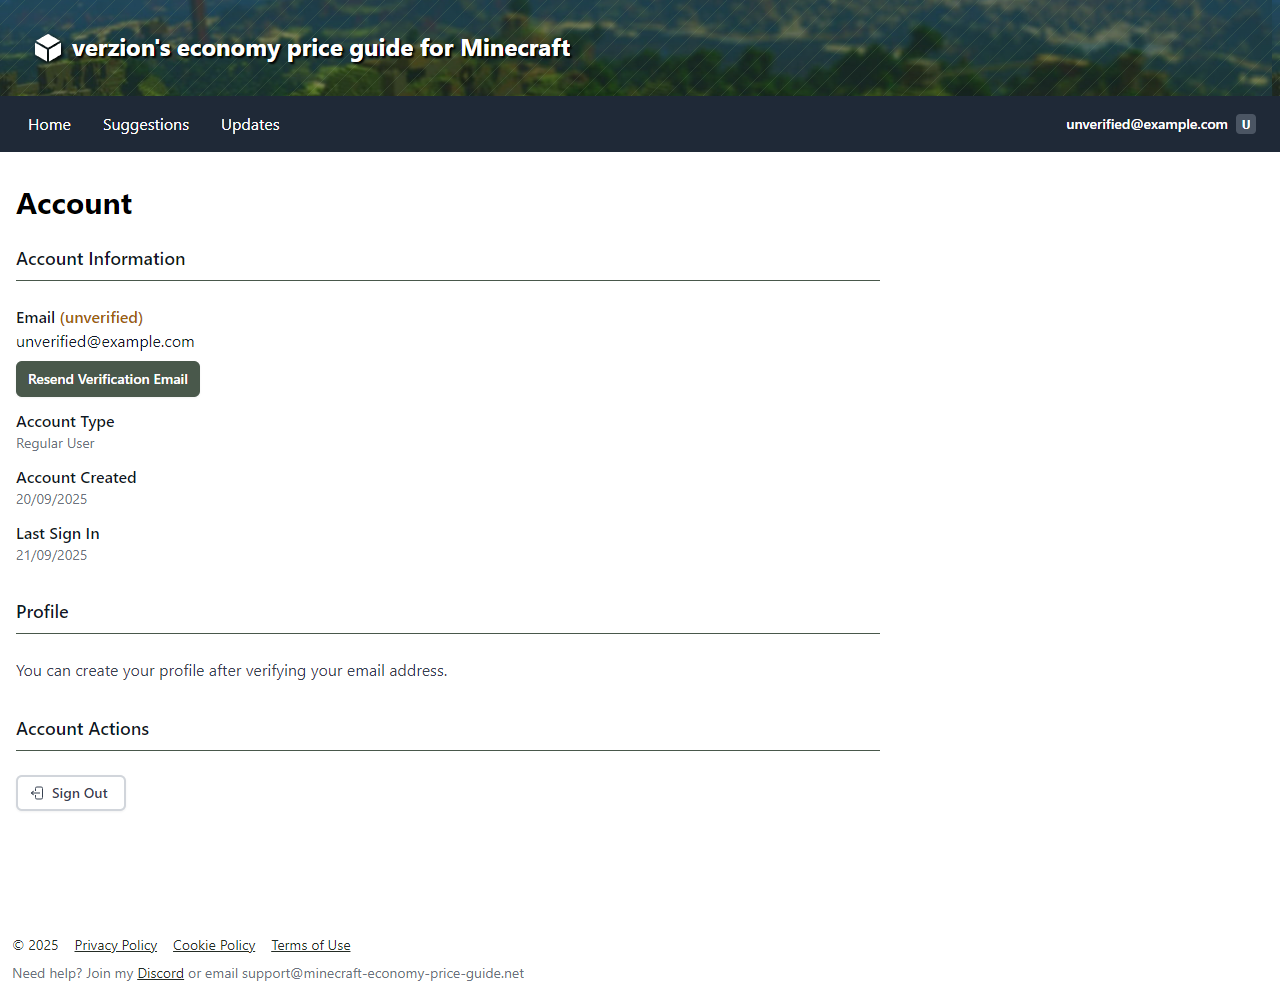 verzion's economy price guide for Minecraft
Home Suggestions Updates unverified@example.com U
Account
Account Information
Email (unverified)
unverified@example.com
Resend Verification Email
Account Type
Regular User
Account Created
20/09/2025
Last Sign In
21/09/2025
Profile
You can create your profile after verifying your email address.
Account Actions
Sign Out
© 2025 Privacy Policy Cookie Policy Terms of Use
Need help? Join my Discord or email support@minecraft-economy-price-guide.net